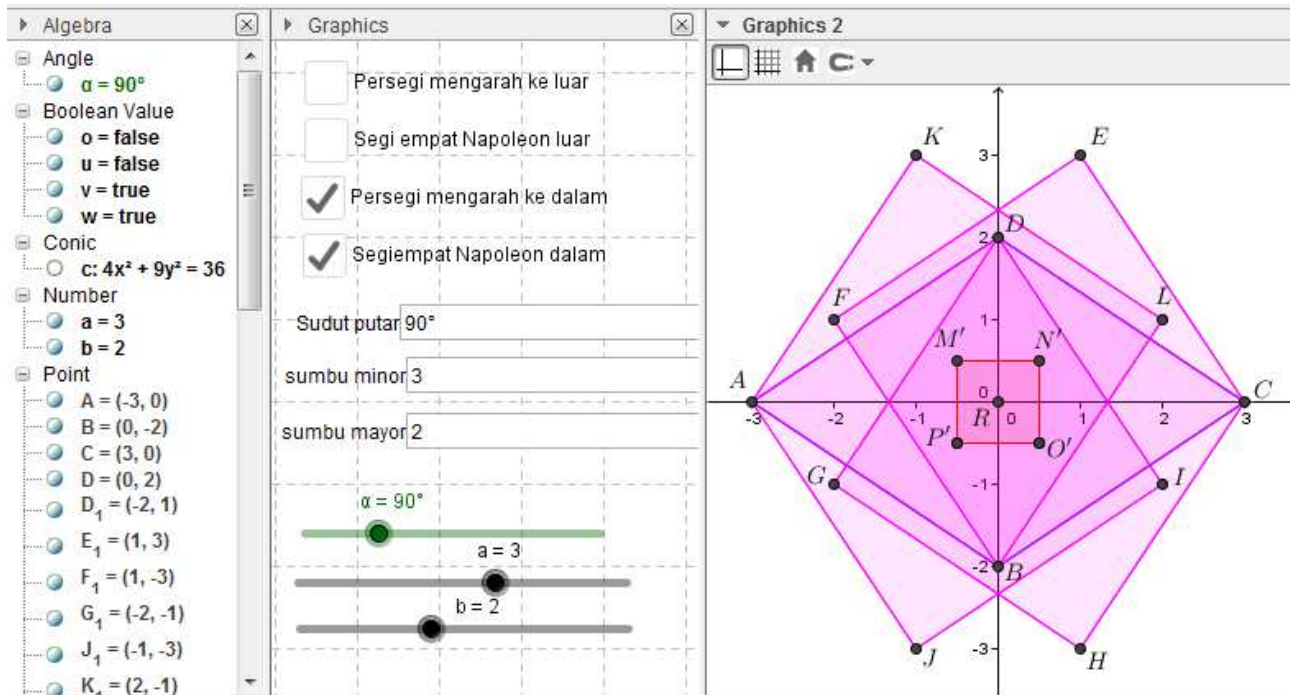 Algebra
Angle
α = 90°
Boolean Value
o = false
u = false
v = true
w = true
Conic
c: 4x² + 9y² = 36
Number
a = 3
b = 2
Point
A = (-3, 0)
B = (0, -2)
C = (3, 0)
D = (0, 2)
D₁ = (-2, 1)
E₁ = (1, 3)
F₁ = (1, -3)
G₁ = (-2, -1)
J₁ = (-1, -3)
K₁ = (2, -1)
Graphics
Persegi mengarah ke luar
Segi empat Napoleon luar
Persegi mengarah ke dalam
Segiempat Napoleon dalam
Sudut putar 90°
sumbu minor 3
sumbu mayor 2
α = 90°
a = 3
b = 2
Graphics 2
K E
3
D
2
F L
1
M' N'
A C
0
-3 -2 -1 R 0 1 2 3
P' O'
G I
-1
-2 B
-3
J H